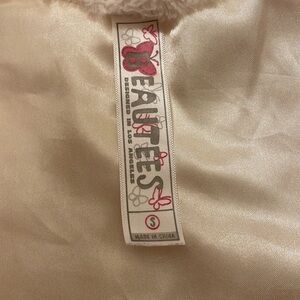 BEAUTEES
DESIGNED IN LOS ANGELES
S
MADE IN CHINA